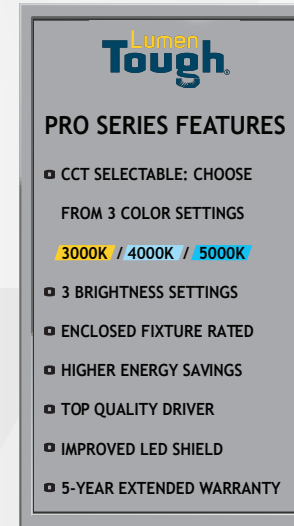 Lumen
Tough®
PRO SERIES FEATURES
CCT SELECTABLE: CHOOSE
FROM 3 COLOR SETTINGS
3000K / 4000K / 5000K
3 BRIGHTNESS SETTINGS
ENCLOSED FIXTURE RATED
HIGHER ENERGY SAVINGS
TOP QUALITY DRIVER
IMPROVED LED SHIELD
5-YEAR EXTENDED WARRANTY